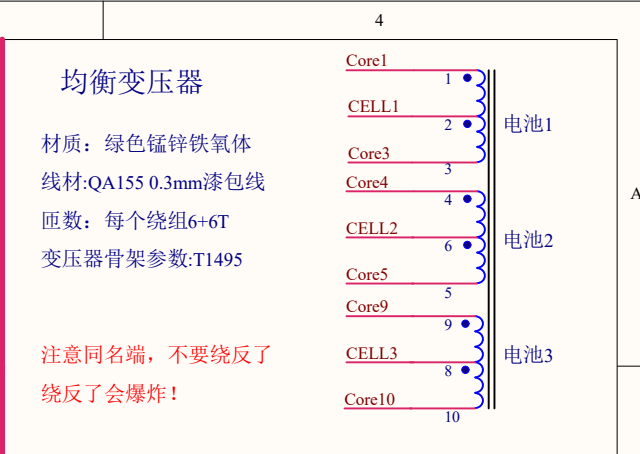 4
均衡变压器
材质：绿色锰锌铁氧体
线材:QA155 0.3mm漆包线
匝数：每个绕组6+6T
变压器骨架参数:T1495
注意同名端，不要绕反了
绕反了会爆炸！
Core1
1
CELL1
2
电池1
Core3
3
Core4
4
CELL2
6
电池2
Core5
5
Core9
9
CELL3
8
电池3
Core10
10
A